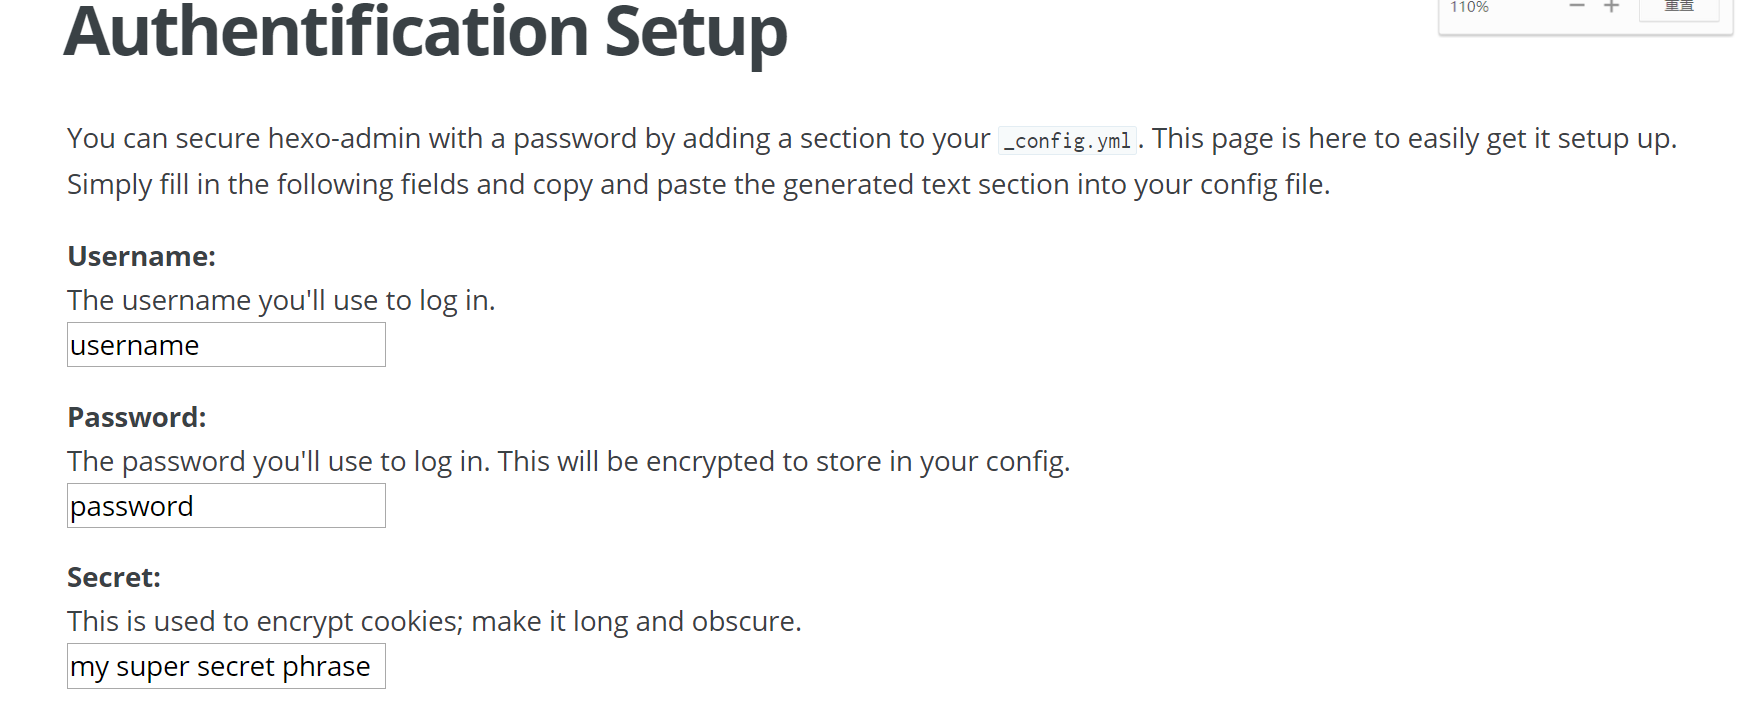 Authentification Setup
110%
− +
重置
You can secure hexo-admin with a password by adding a section to your _config.yml. This page is here to easily get it setup up.
Simply fill in the following fields and copy and paste the generated text section into your config file.
Username:
The username you'll use to log in.
username
Password:
The password you'll use to log in. This will be encrypted to store in your config.
password
Secret:
This is used to encrypt cookies; make it long and obscure.
my super secret phrase